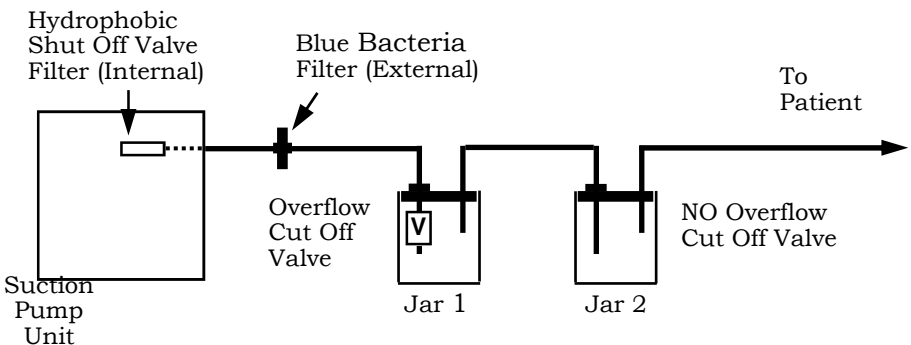 Hydrophobic
Shut Off Valve
Filter (Internal)
Blue Bacteria
Filter (External)
To
Patient
Overflow
Cut Off
Valve
V
NO Overflow
Cut Off Valve
Suction
Pump
Unit
Jar 1
Jar 2